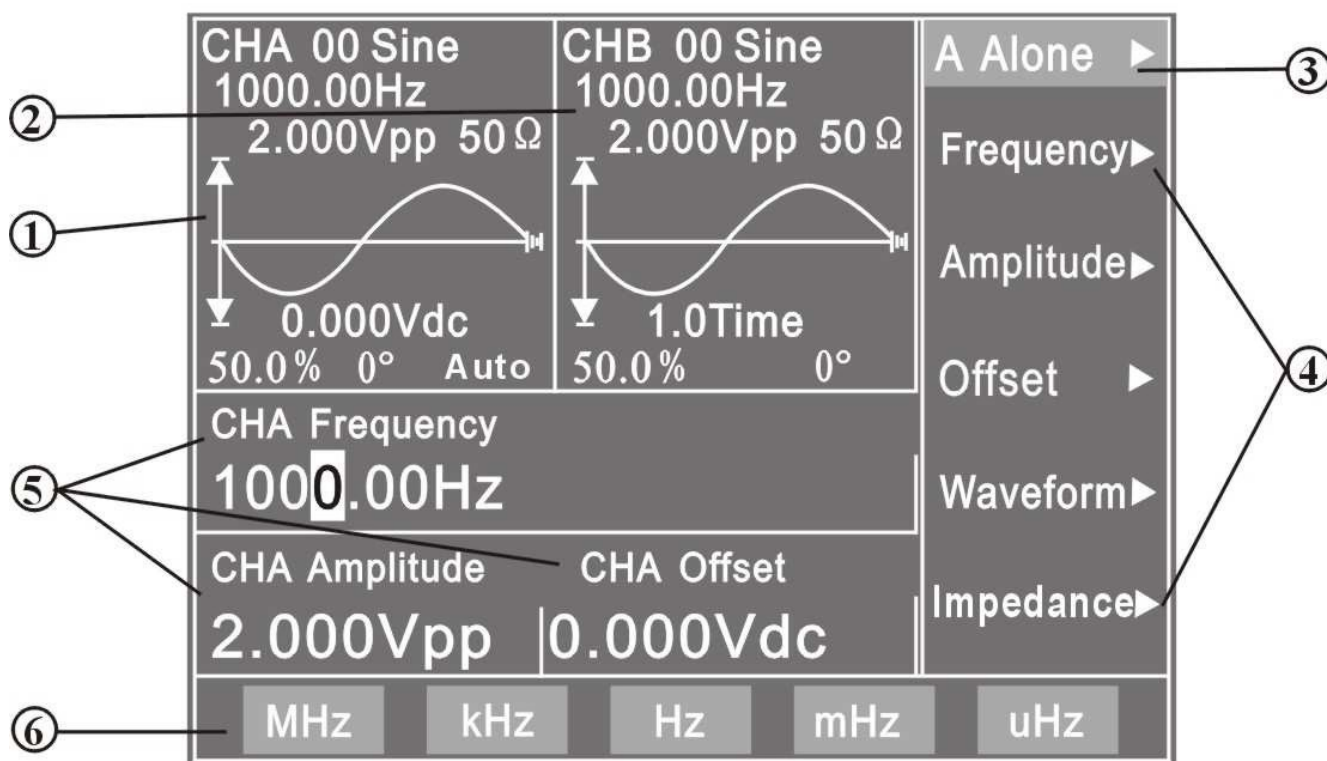 CHA 00 Sine
1000.00Hz
2.000Vpp 50Ω
0.000Vdc
50.0% 0° Auto
CHB 00 Sine
1000.00Hz
2.000Vpp 50Ω
1.0Time
50.0% 0°
CHA Frequency
1000.00Hz
CHA Amplitude CHA Offset
2.000Vpp 0.000Vdc
A Alone
Frequency
Amplitude
Offset
Waveform
Impedance
MHz kHz Hz mHz uHz
②
①
⑤
⑥
③
④